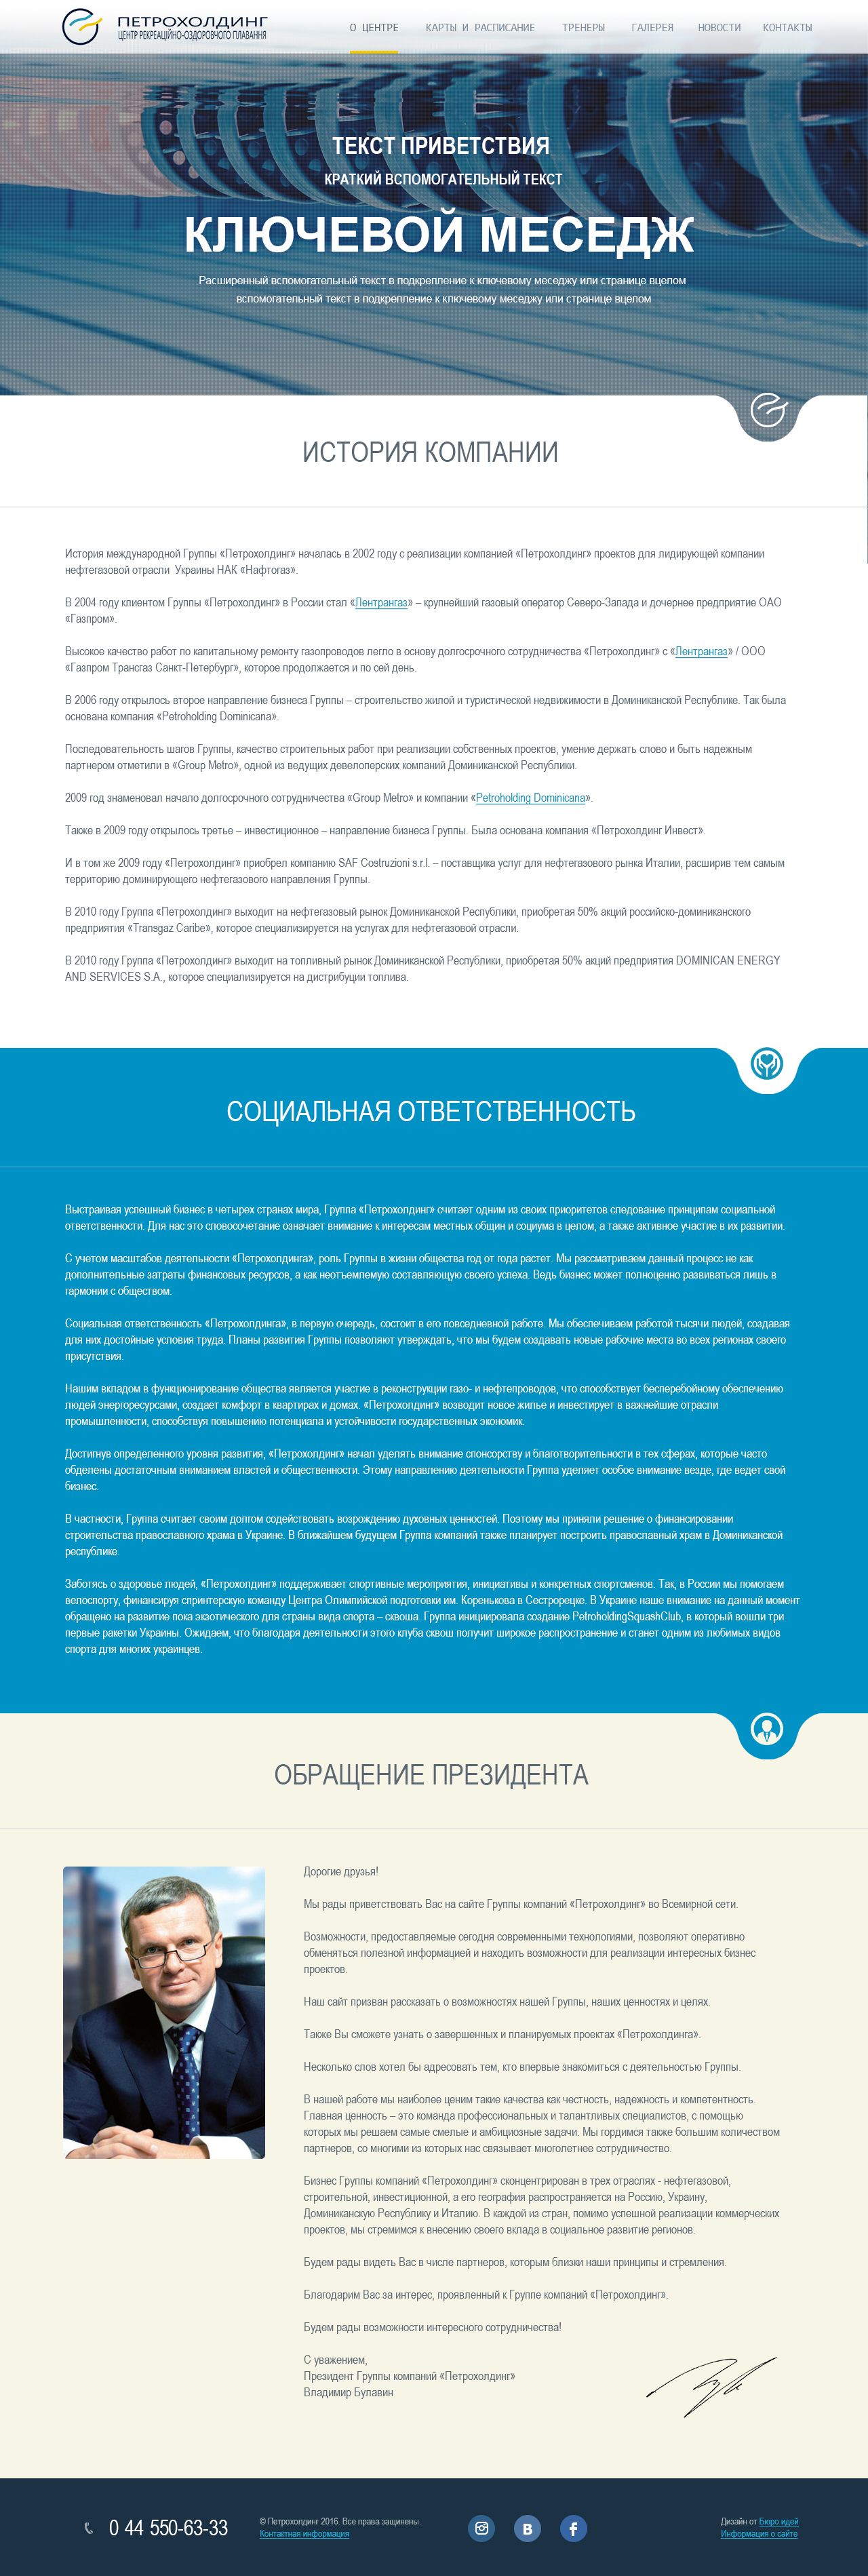 ПЕТРОХОЛДИНГ
ЦЕНТР РЕКРЕАЦІЙНО-ОЗДОРОВЧОГО ПЛАВАННЯ
О ЦЕНТРЕ
КАРТЫ И РАСПИСАНИЕ
ТРЕНЕРЫ
ГАЛЕРЕЯ
НОВОСТИ
КОНТАКТЫ
ТЕКСТ ПРИВЕТСТВИЯ
КРАТКИЙ ВСПОМОГАТЕЛЬНЫЙ ТЕКСТ
КЛЮЧЕВОЙ МЕСЕДЖ
Расширенный вспомогательный текст в подкрепление к ключевому меседжу или странице вцелом
вспомогательный текст в подкрепление к ключевому меседжу или странице вцелом
ИСТОРИЯ КОМПАНИИ
История международной Группы «Петрохолдинг» началась в 2002 году с реализации компанией «Петрохолдинг» проектов для лидирующей компании
нефтегазовой отрасли Украины НАК «Нафтогаз».
В 2004 году клиентом Группы «Петрохолдинг» в России стал «Лентрангаз» – крупнейший газовый оператор Северо-Запада и дочернее предприятие ОАО
«Газпром».
Высокое качество работ по капитальному ремонту газопроводов легло в основу долгосрочного сотрудничества «Петрохолдинг» с «Лентрангаз» / ООО
«Газпром Трансгаз Санкт-Петербург», которое продолжается и по сей день.
В 2006 году открылось второе направление бизнеса Группы – строительство жилой и туристической недвижимости в Доминиканской Республике. Так была
основана компания «Petroholding Dominicana».
Последовательность шагов Группы, качество строительных работ при реализации собственных проектов, умение держать слово и быть надежным
партнером отметили в «Group Metro», одной из ведущих девелоперских компаний Доминиканской Республики.
2009 год знаменовал начало долгосрочного сотрудничества «Group Metro» и компании «Petroholding Dominicana».
Также в 2009 году открылось третье – инвестиционное – направление бизнеса Группы. Была основана компания «Петрохолдинг Инвест».
И в том же 2009 году «Петрохолдинг» приобрел компанию SAF Costruzioni s.r.l. – поставщика услуг для нефтегазового рынка Италии, расширив тем самым
территорию доминирующего нефтегазового направления Группы.
В 2010 году Группа «Петрохолдинг» выходит на нефтегазовый рынок Доминиканской Республики, приобретая 50% акций российско-доминиканского
предприятия «Transgaz Caribe», которое специализируется на услугах для нефтегазовой отрасли.
В 2010 году Группа «Петрохолдинг» выходит на топливный рынок Доминиканской Республики, приобретая 50% акций предприятия DOMINICAN ENERGY
AND SERVICES S.A., которое специализируется на дистрибуции топлива.
СОЦИАЛЬНАЯ ОТВЕТСТВЕННОСТЬ
Выстраивая успешный бизнес в четырех странах мира, Группа «Петрохолдинг» считает одним из своих приоритетов следование принципам социальной
ответственности. Для нас это словосочетание означает внимание к интересам местных общин и социума в целом, а также активное участие в их развитии.
С учетом масштабов деятельности «Петрохолдинга», роль Группы в жизни общества год от года растет. Мы рассматриваем данный процесс не как
дополнительные затраты финансовых ресурсов, а как неотъемлемую составляющую своего успеха. Ведь бизнес может полноценно развиваться лишь в
гармонии с обществом.
Социальная ответственность «Петрохолдинга», в первую очередь, состоит в его повседневной работе. Мы обеспечиваем работой тысячи людей, создавая
для них достойные условия труда. Планы развития Группы позволяют утверждать, что мы будем создавать новые рабочие места во всех регионах своего
присутствия.
Нашим вкладом в функционирование общества является участие в реконструкции газо- и нефтепроводов, что способствует бесперебойному обеспечению
людей энергоресурсами, создает комфорт в квартирах и домах. «Петрохолдинг» возводит новое жилье и инвестирует в важнейшие отрасли
промышленности, способствуя повышению потенциала и устойчивости государственных экономик.
Достигнув определенного уровня развития, «Петрохолдинг» начал уделять внимание спонсорству и благотворительности в тех сферах, которые часто
обделены достаточным вниманием властей и общественности. Этому направлению деятельности Группа уделяет особое внимание везде, где ведет свой
бизнес.
В частности, Группа считает своим долгом содействовать возрождению духовных ценностей. Поэтому мы приняли решение о финансировании
строительства православного храма в Украине. В ближайшем будущем Группа компаний также планирует построить православный храм в Доминиканской
республике.
Заботясь о здоровье людей, «Петрохолдинг» поддерживает спортивные мероприятия, инициативы и конкретных спортсменов. Так, в России мы помогаем
велоспорту, финансируя спринтерскую команду Центра Олимпийской подготовки им. Коренькова в Сестрорецке. В Украине наше внимание на данный момент
обращено на развитие пока экзотического для страны вида спорта – сквоша. Группа инициировала создание PetroholdingSquashClub, в который вошли три
первые ракетки Украины. Ожидаем, что благодаря деятельности этого клуба сквош получит широкое распространение и станет одним из любимых видов
спорта для многих украинцев.
ОБРАЩЕНИЕ ПРЕЗИДЕНТА
Дорогие друзья!
Мы рады приветствовать Вас на сайте Группы компаний «Петрохолдинг» во Всемирной сети.
Возможности, предоставляемые сегодня современными технологиями, позволяют оперативно
обменяться полезной информацией и находить возможности для реализации интересных бизнес
проектов.
Наш сайт призван рассказать о возможностях нашей Группы, наших ценностях и целях.
Также Вы сможете узнать о завершенных и планируемых проектах «Петрохолдинга».
Несколько слов хотел бы адресовать тем, кто впервые знакомиться с деятельностью Группы.
В нашей работе мы наиболее ценим такие качества как честность, надежность и компетентность.
Главная ценность – это команда профессиональных и талантливых специалистов, с помощью
которых мы решаем самые смелые и амбициозные задачи. Мы гордимся также большим количеством
партнеров, со многими из которых нас связывает многолетнее сотрудничество.
Бизнес Группы компаний «Петрохолдинг» сконцентрирован в трех отраслях - нефтегазовой,
строительной, инвестиционной, а его география распространяется на Россию, Украину,
Доминиканскую Республику и Италию. В каждой из стран, помимо успешной реализации коммерческих
проектов, мы стремимся к внесению своего вклада в социальное развитие регионов.
Будем рады видеть Вас в числе партнеров, которым близки наши принципы и стремления.
Благодарим Вас за интерес, проявленный к Группе компаний «Петрохолдинг».
Будем рады возможности интересного сотрудничества!
С уважением,
Президент Группы компаний «Петрохолдинг»
Владимир Булавин
0 44 550-63-33
© Петрохолдинг 2016. Все права защинены.
Контактная информация
В
f
Дизайн от Бюро идей
Информация о сайте